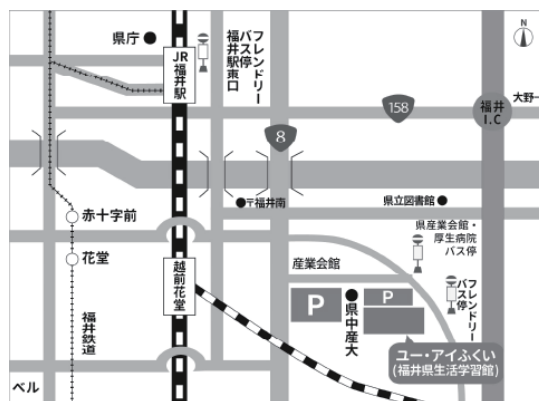 県庁
JR福井駅
フレンドリー
バス停
福井駅東口
N
158
福井
I.C
大野
8
〒福井南
県立図書館
赤十字前
県産業会館・
厚生病院
バス停
花堂
産業会館
越前花堂
P
P
県中産大
フレンドリー
バス停
福井鉄道
ユー・アイふくい
(福井県生活学習館)
ベル